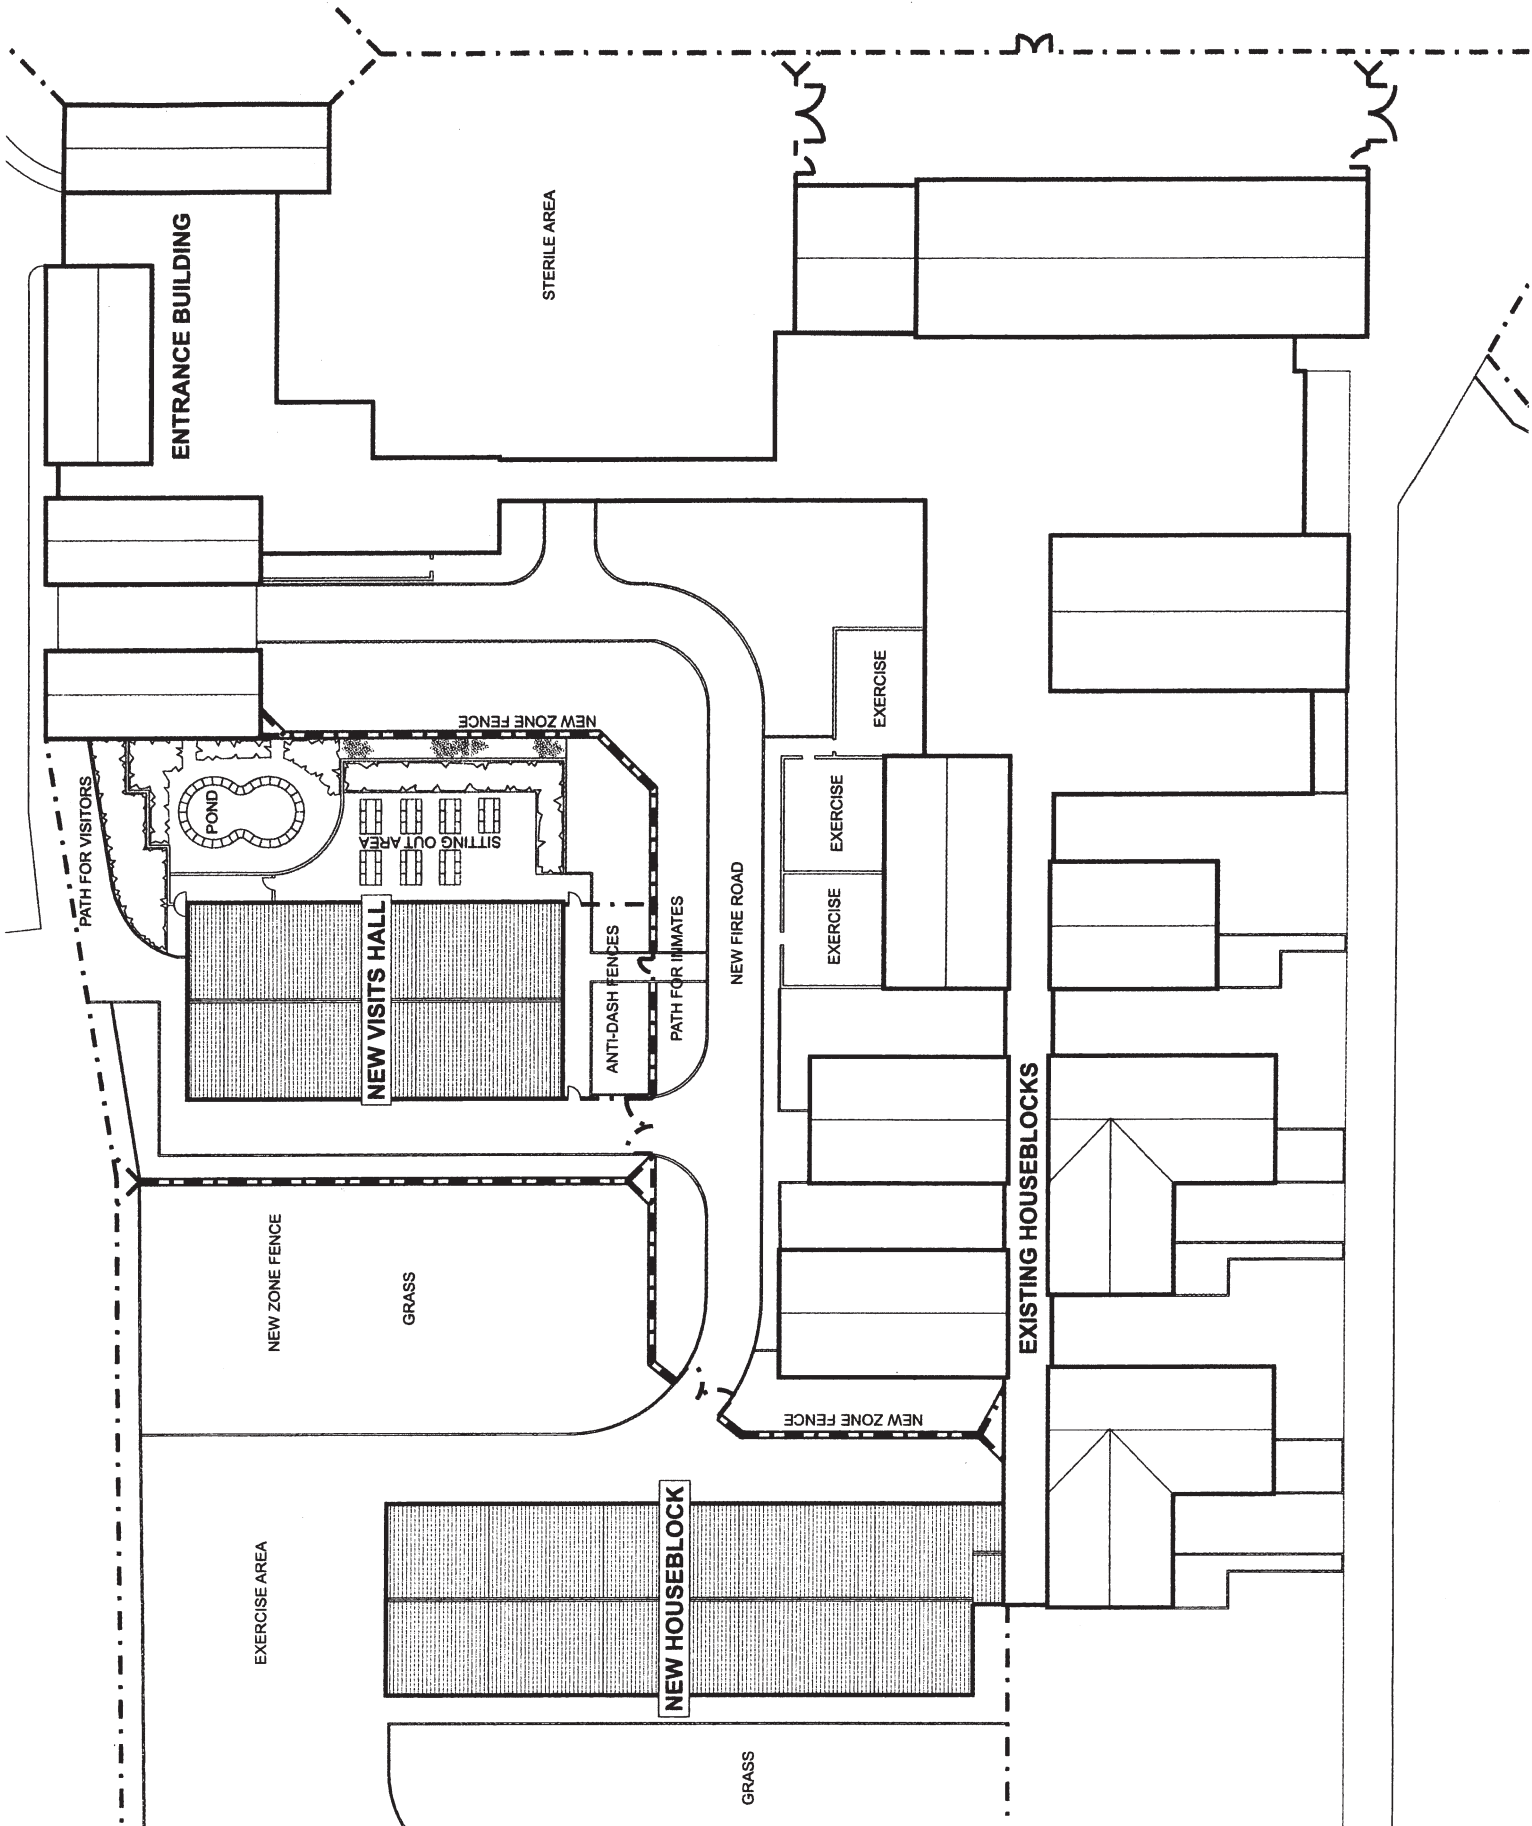 STERILE AREA
ENTRANCE BUILDING
EXERCISE
NEW ZONE FENCE
PATH FOR VISITORS
POND
SITTING OUT AREA
EXERCISE
NEW FIRE ROAD
EXERCISE
NEW VISITS HALL
ANTI-DASH FENCES
PATH FOR INMATES
EXISTING HOUSEBLOCKS
NEW ZONE FENCE
GRASS
NEW ZONE FENCE
EXERCISE AREA
NEW HOUSEBLOCK
GRASS